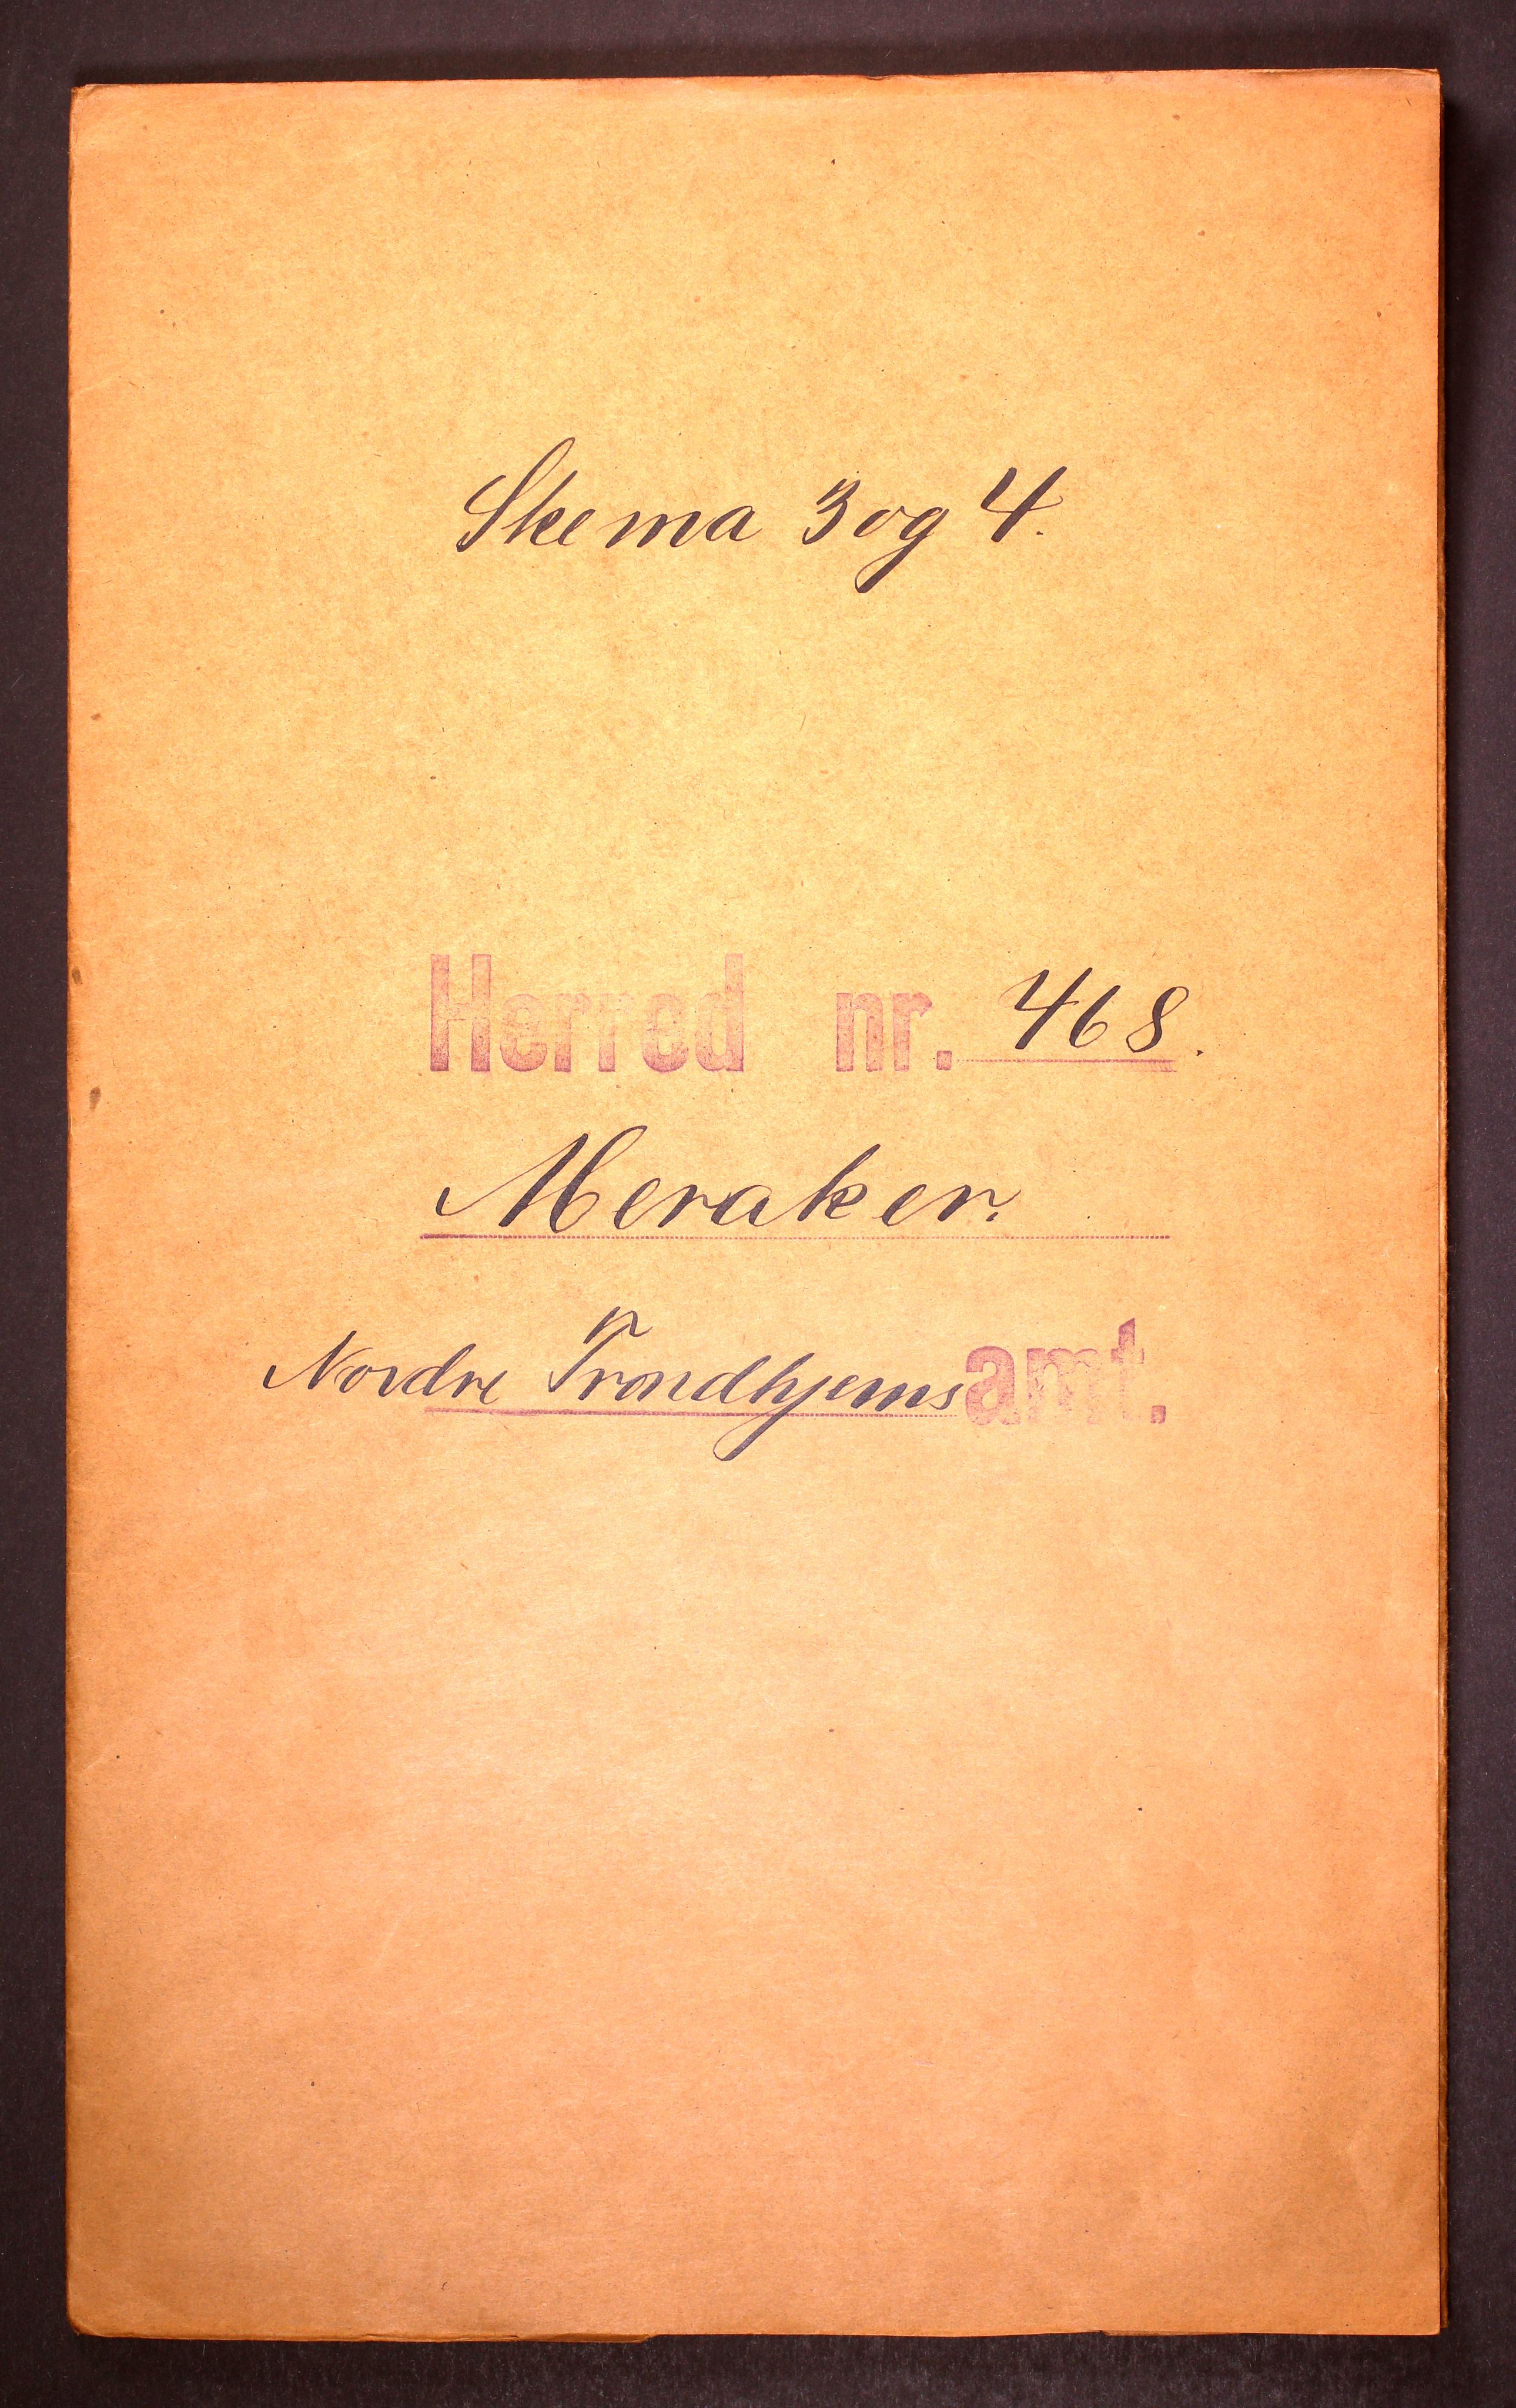 Skema 3 og 4.
Herred nr. 468.
Meraker.
Nordre Trondhjems amt.